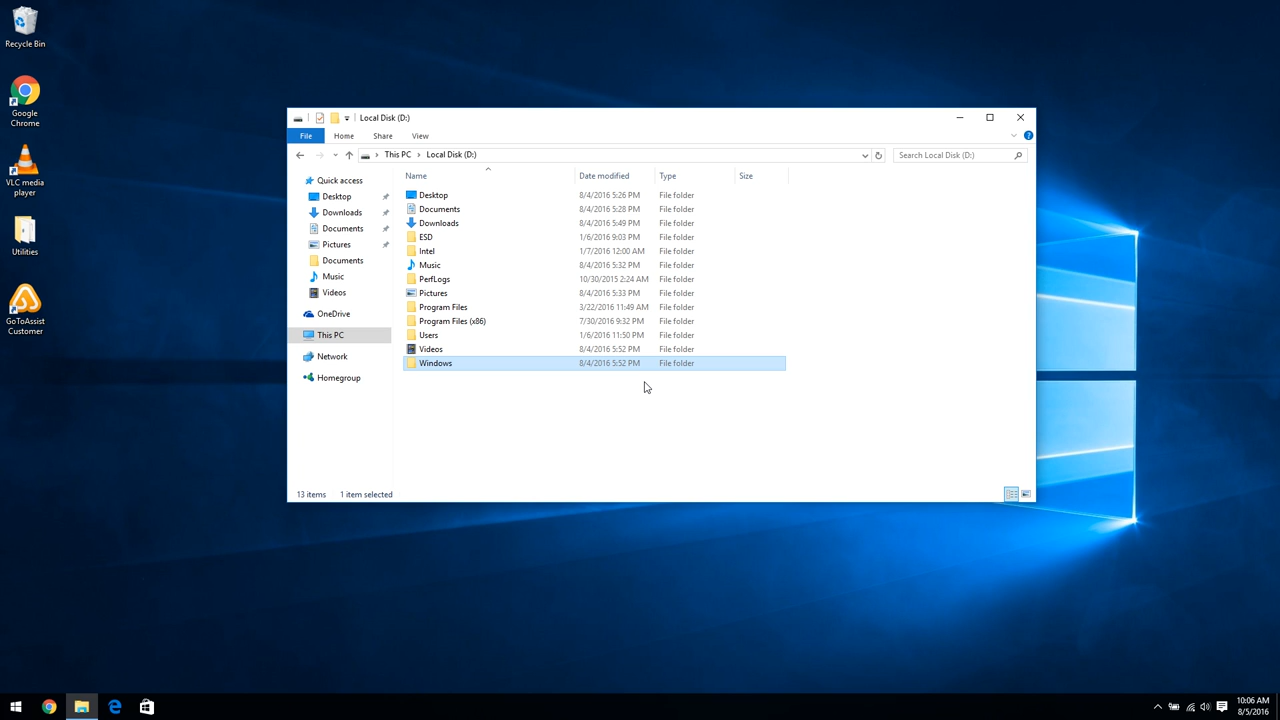 Recycle Bin
Google
Chrome
VLC media
player
Utilities
GoToAssist
Customer
Local Disk (D:)
File Home Share View
This PC Local Disk (D:) Search Local Disk (D:)
Quick access
Desktop
Downloads
Documents
Pictures
Documents
Music
Videos
OneDrive
This PC
Network
Homegroup
Name Date modified Type Size
Desktop 8/4/2016 5:26 PM File folder
Documents 8/4/2016 5:28 PM File folder
Downloads 8/4/2016 5:49 PM File folder
ESD 1/6/2016 9:03 PM File folder
Intel 1/7/2016 12:00 AM File folder
Music 8/4/2016 5:32 PM File folder
PerfLogs 10/30/2015 2:24 AM File folder
Pictures 8/4/2016 5:33 PM File folder
Program Files 3/22/2016 11:49 AM File folder
Program Files (x86) 7/30/2016 9:32 PM File folder
Users 1/6/2016 11:50 PM File folder
Videos 8/4/2016 5:52 PM File folder
Windows 8/4/2016 5:52 PM File folder
13 items 1 item selected
10:06 AM
8/5/2016